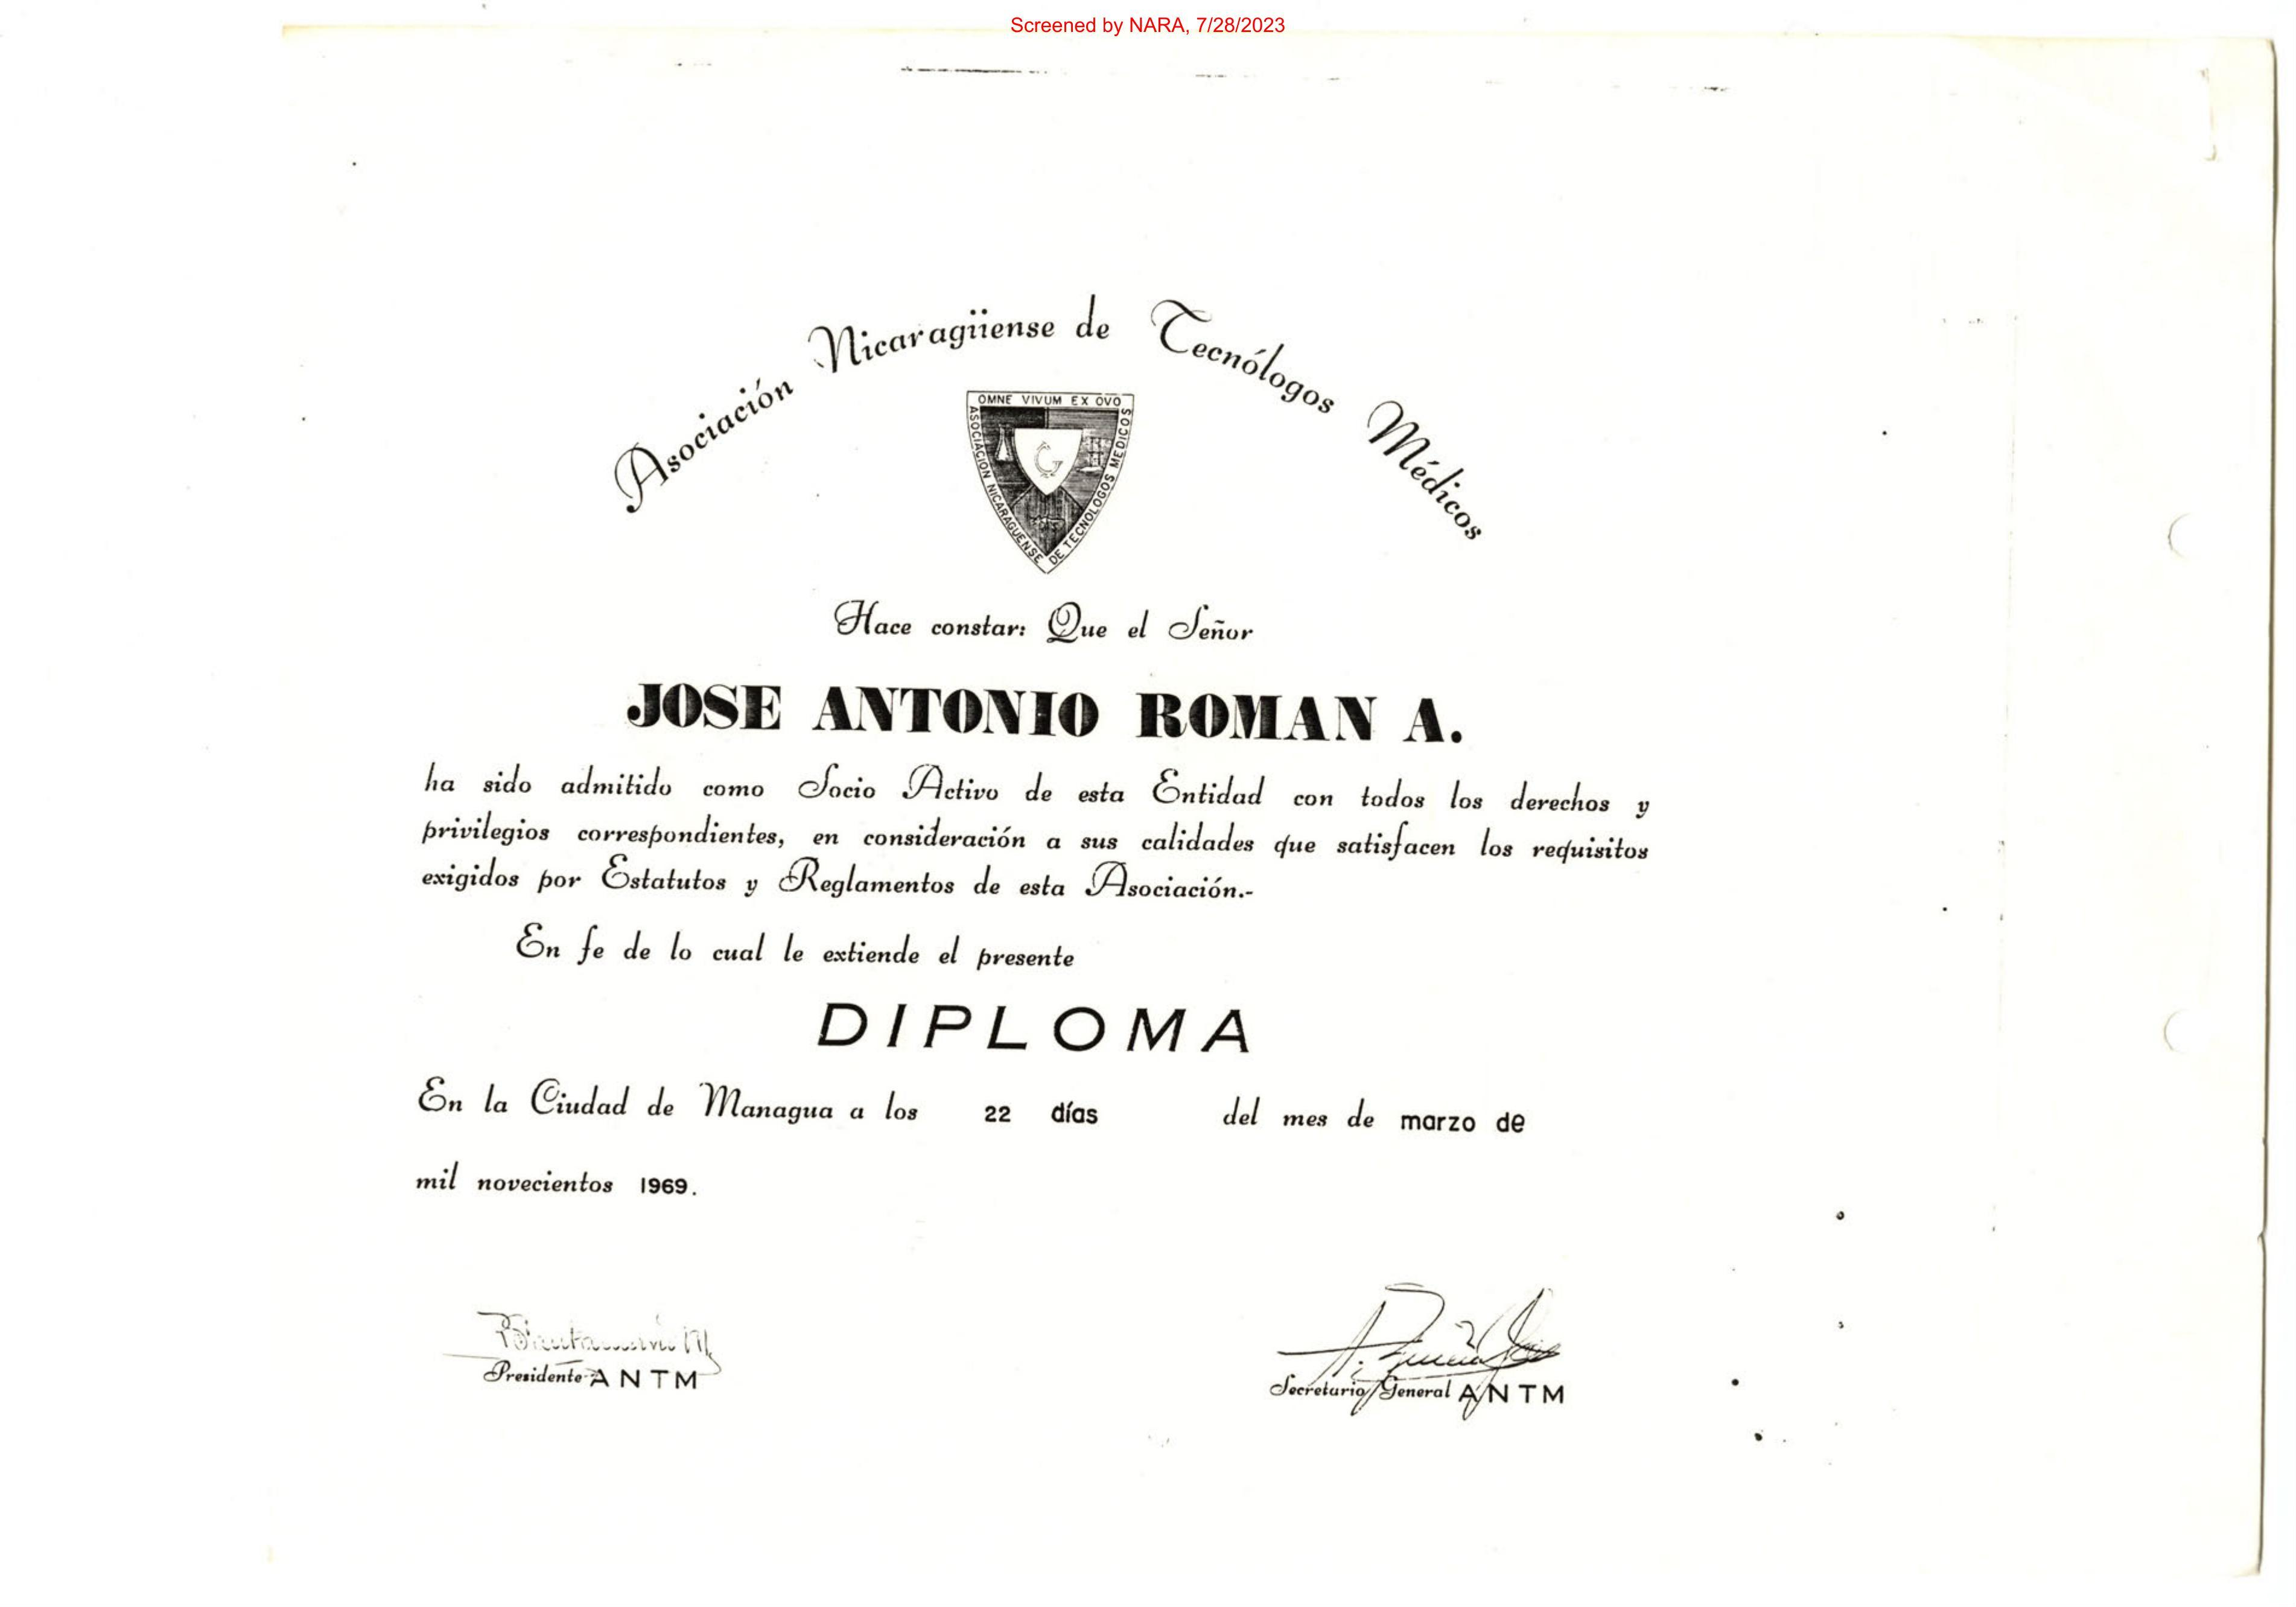 Screened by NARA, 7/28/2023
Asociación Nicaragüense de Tecnólogos Médicos
OMNE VIVUM EX OVO
ASOCIACION NICARAGUENSE DE TECNOLOGOS MEDICOS
G
Hace constar: Que el Señor
JOSE ANTONIO ROMAN A.
ha sido admitido como Socio Activo de esta Entidad con todos los derechos y
privilegios correspondientes, en consideración a sus calidades que satisfacen los requisitos
exigidos por Estatutos y Reglamentos de esta Asociación.-
En fe de lo cual le extiende el presente
DIPLOMA
En la Ciudad de Managua a los 22 días del mes de marzo de
mil novecientos 1969.
Presidente ANTM
Secretario General ANTM